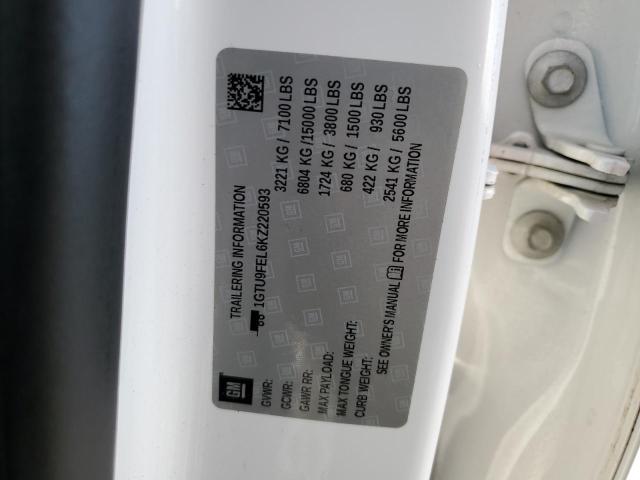 GM
TRAILERING INFORMATION
1GTU9FEL6KZ220593
GVWR: 3221 KG / 7100 LBS
GCWR: 6804 KG /15000 LBS
GAWR RR: 1724 KG / 3800 LBS
MAX PAYLOAD: 680 KG / 1500 LBS
MAX TONGUE WEIGHT: 422 KG / 930 LBS
CURB WEIGHT: 2541 KG / 5600 LBS
SEE OWNER'S MANUAL FOR MORE INFORMATION